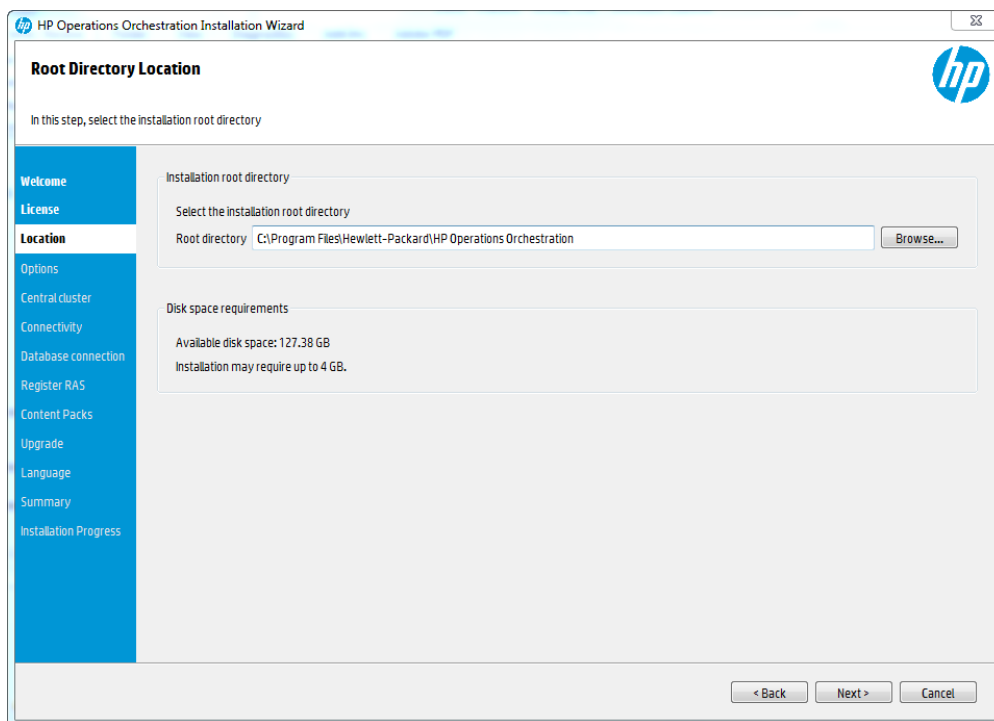 HP Operations Orchestration Installation Wizard
Root Directory Location
hp
In this step, select the installation root directory
Welcome
License
Location
Options
Central cluster
Connectivity
Database connection
Register RAS
Content Packs
Upgrade
Language
Summary
Installation Progress
Installation root directory
Select the installation root directory
Root directory C:\Program Files\Hewlett-Packard\HP Operations Orchestration Browse...
Disk space requirements
Available disk space: 127.38 GB
Installation may require up to 4 GB.
< Back Next > Cancel